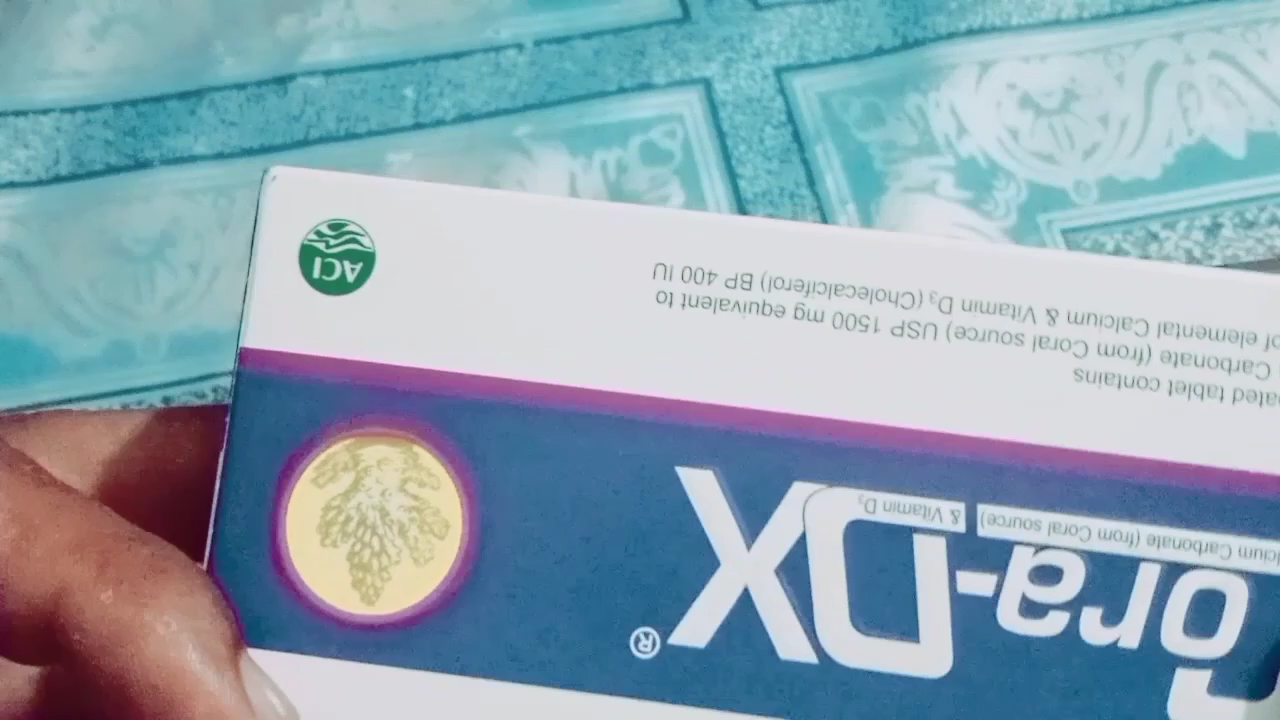 ora-DX®
lcium Carbonate (from Coral source) & Vitamin D₃
ated tablet contains
Carbonate (from Coral source) USP 1500 mg equivalent to
of elemental Calcium & Vitamin D₃ (Cholecalciferol) BP 400 IU
ACI